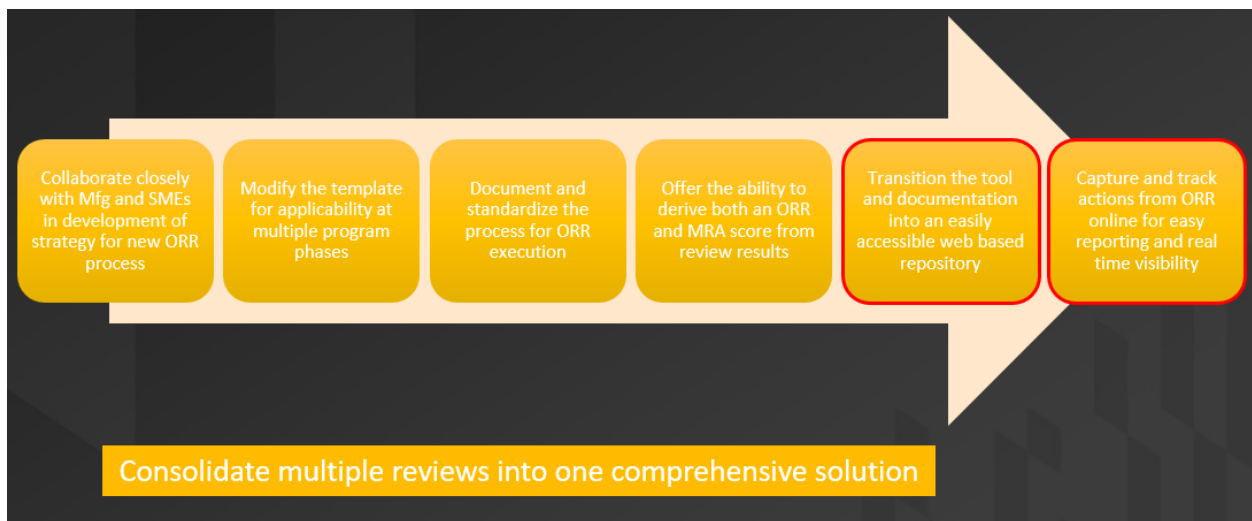 Collaborate closely
with Mfg and SMEs
in development of
strategy for new ORR
process
Modify the template
for applicability at
multiple program
phases
Document and
standardize the
process for ORR
execution
Offer the ability to
derive both an ORR
and MRA score from
review results
Transition the tool
and documentation
into an easily
accessible web based
repository
Capture and track
actions from ORR
online for easy
reporting and real
time visibility
Consolidate multiple reviews into one comprehensive solution